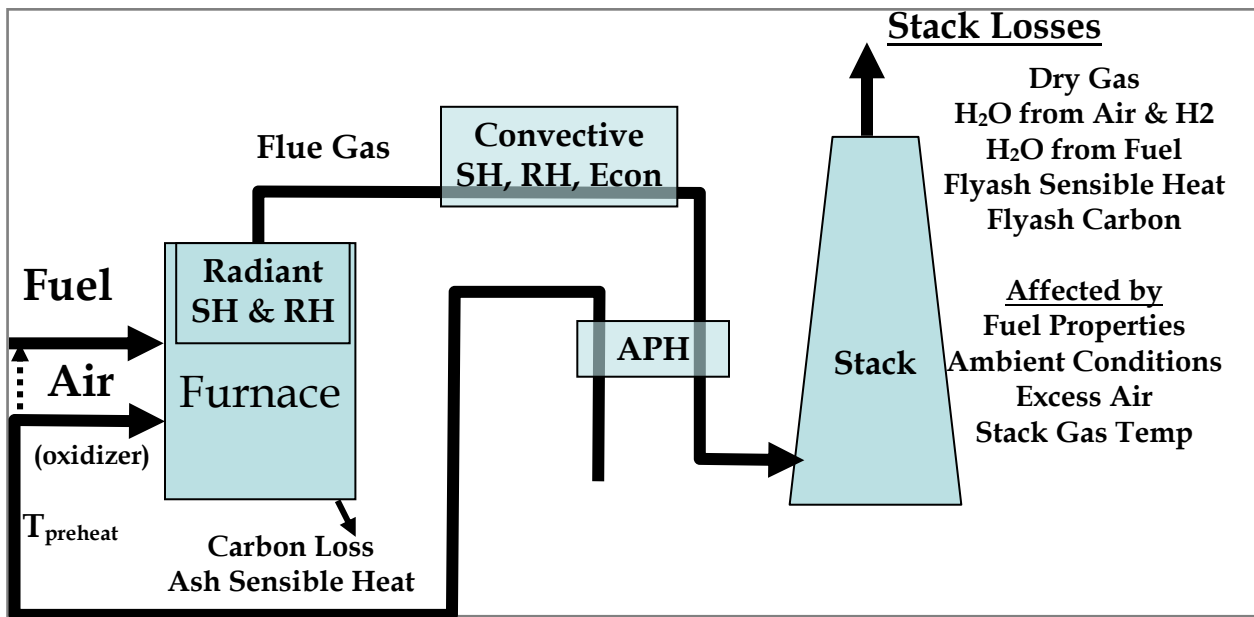 Stack Losses
Dry Gas
H₂O from Air & H2
H₂O from Fuel
Flyash Sensible Heat
Flyash Carbon
Affected by
Fuel Properties
Ambient Conditions
Excess Air
Stack Gas Temp
Convective
SH, RH, Econ
Flue Gas
Radiant
SH & RH
Furnace
Fuel
Air
(oxidizer)
T preheat
Carbon Loss
Ash Sensible Heat
APH
Stack